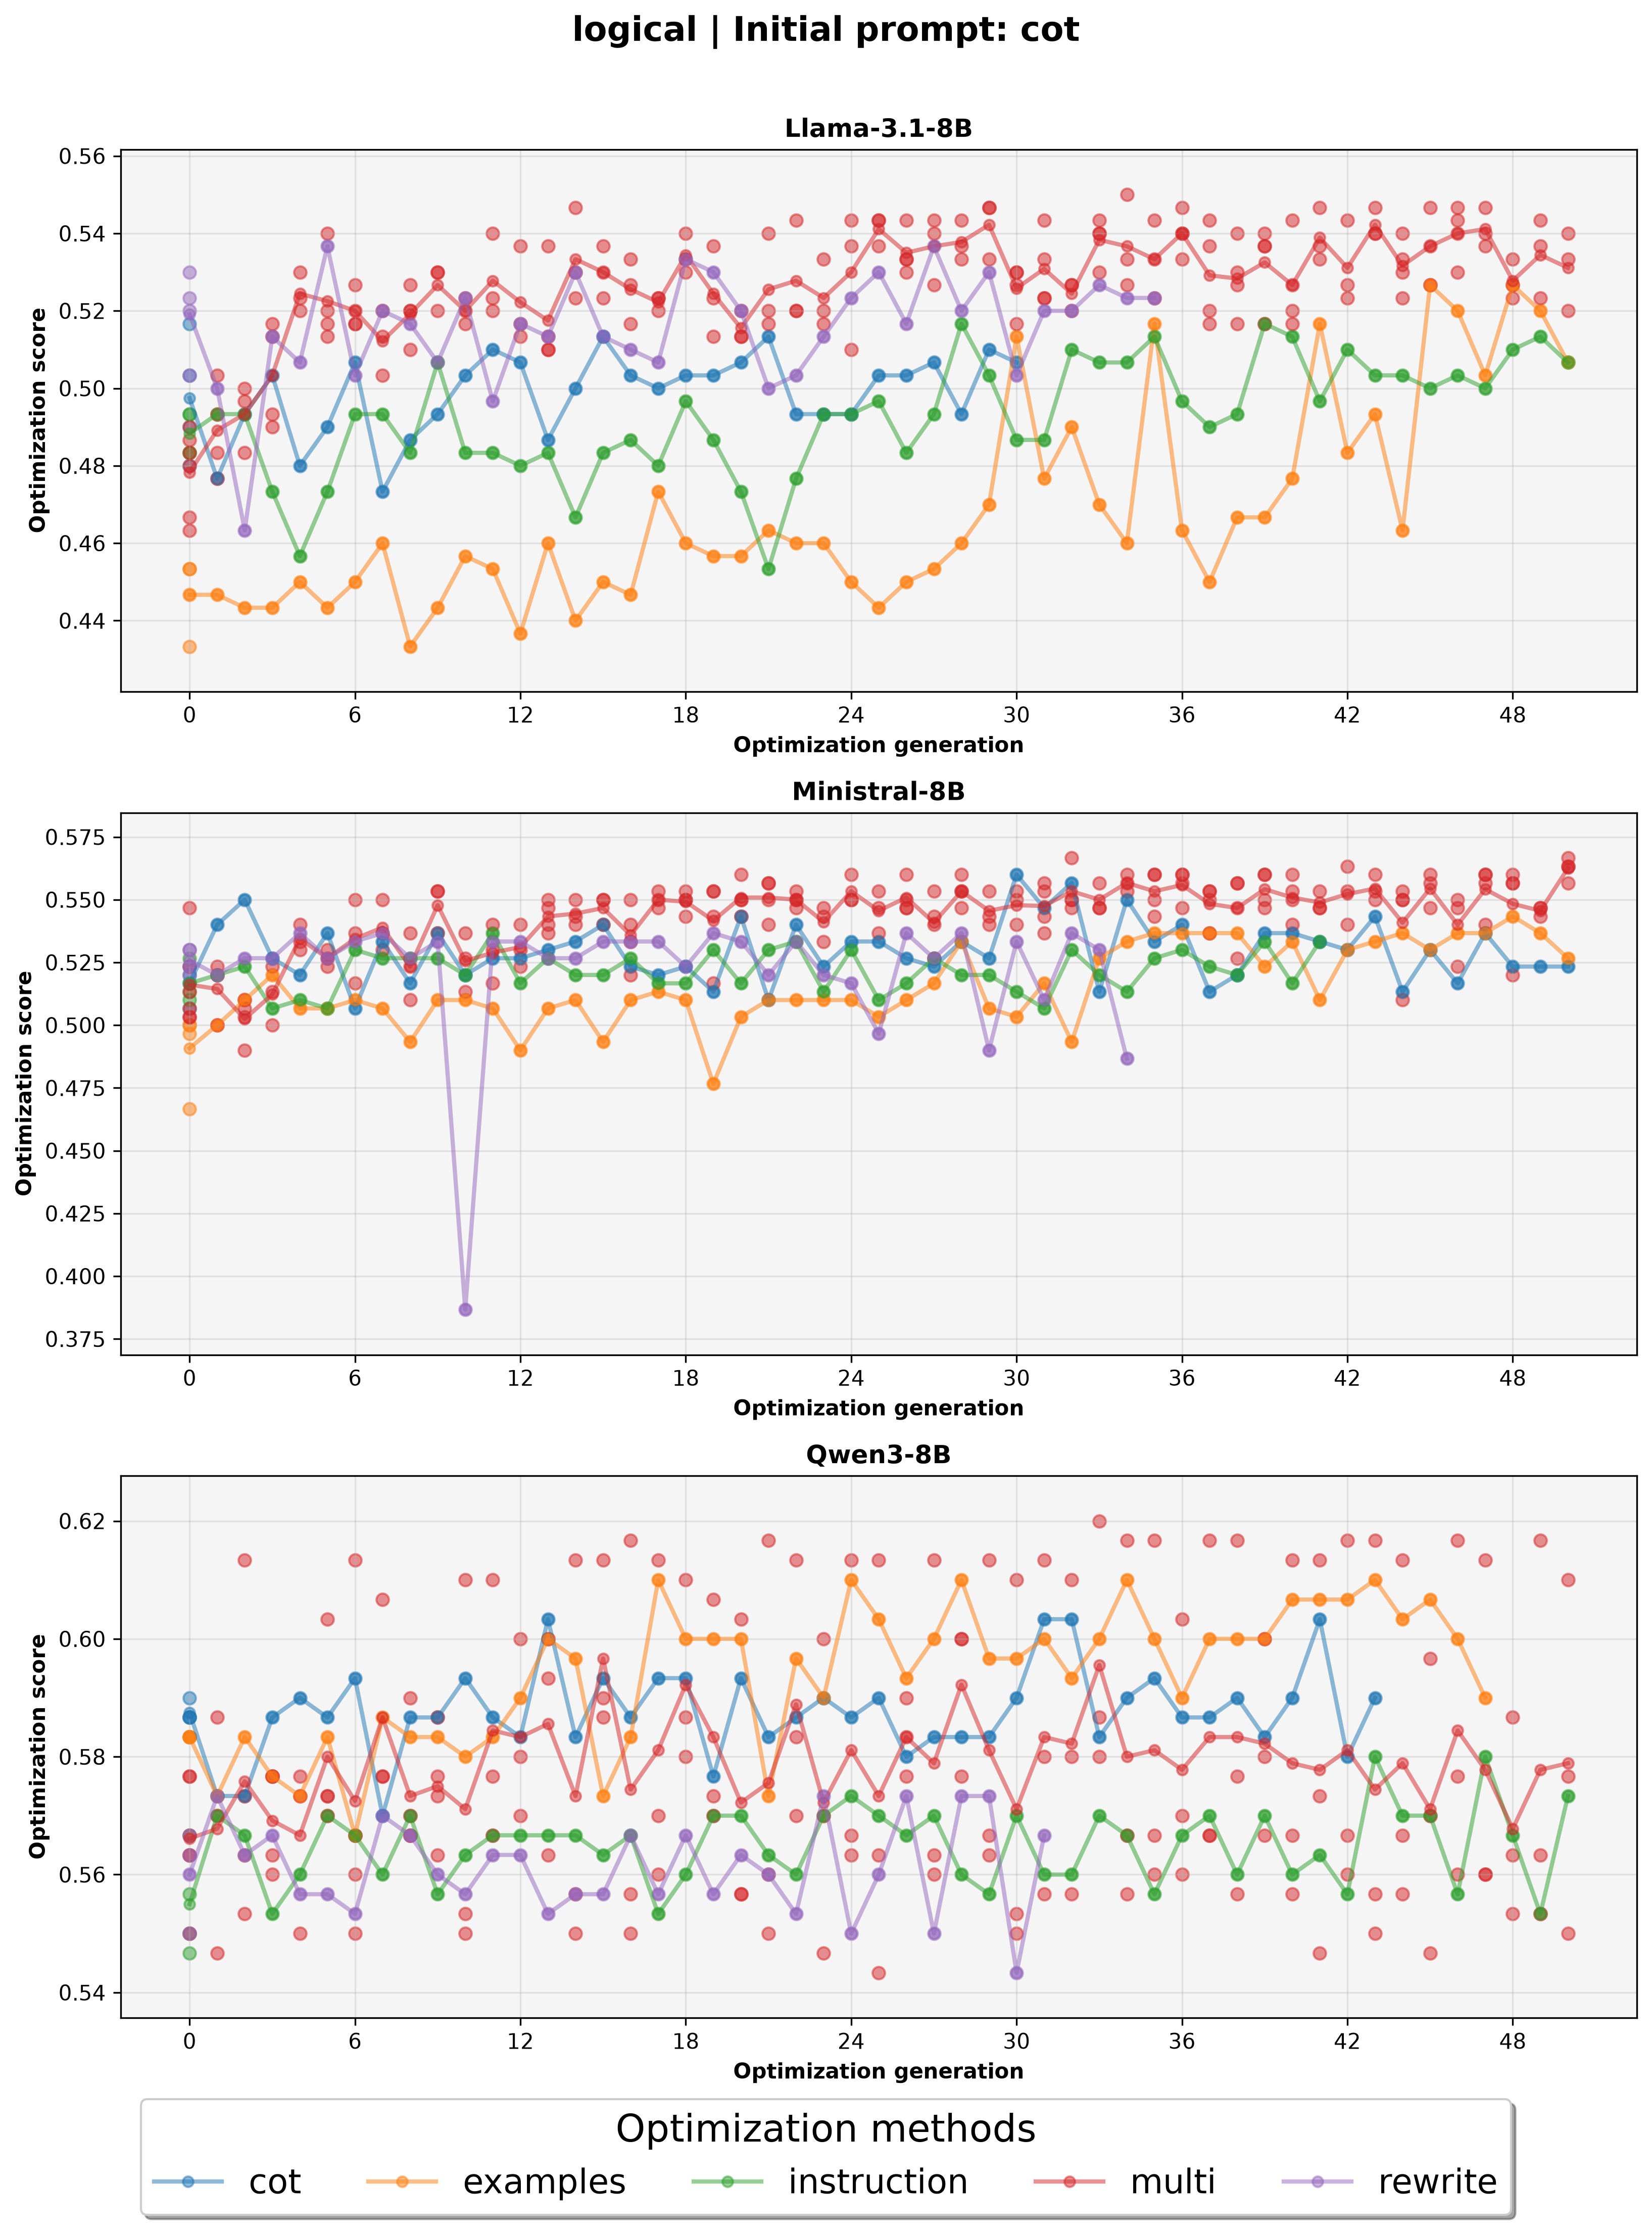 logical | Initial prompt: cot
Llama-3.1-8B
Optimization score
0.56
0.54
0.52
0.50
0.48
0.46
0.44
0 6 12 18 24 30 36 42 48
Optimization generation
Ministral-8B
Optimization score
0.575
0.550
0.525
0.500
0.475
0.450
0.425
0.400
0.375
0 6 12 18 24 30 36 42 48
Optimization generation
Qwen3-8B
Optimization score
0.62
0.60
0.58
0.56
0.54
0 6 12 18 24 30 36 42 48
Optimization generation
Optimization methods
cot examples instruction multi rewrite